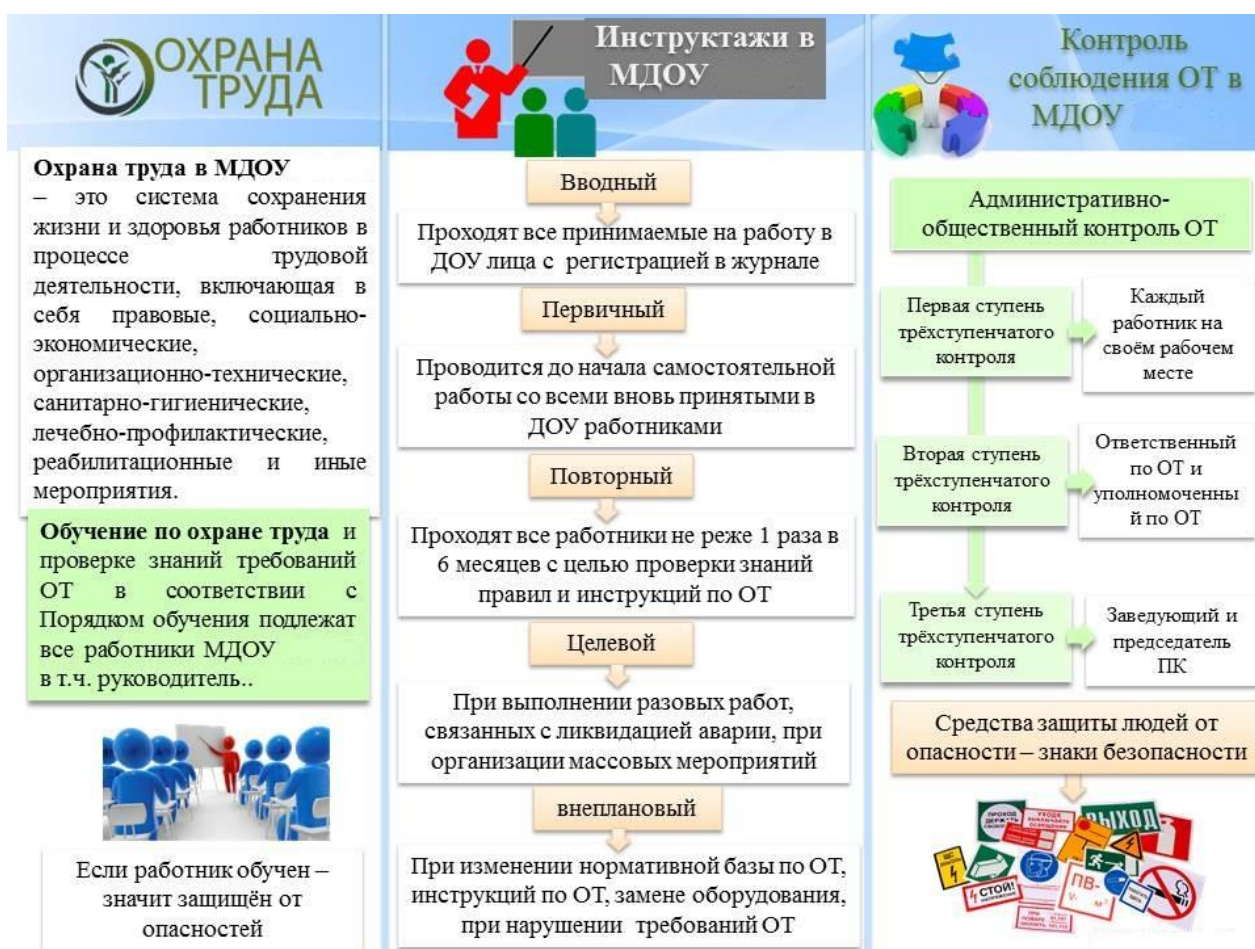 ОХРАНА
ТРУДА
Охрана труда в МДОУ
– это система сохранения
жизни и здоровья работников в
процессе трудовой
деятельности, включающая в
себя правовые, социально-
экономические,
организационно-технические,
санитарно-гигиенические,
лечебно-профилактические,
реабилитационные и иные
мероприятия.
Обучение по охране труда и
проверке знаний требований
ОТ в соответствии с
Порядком обучения подлежат
все работники МДОУ
в т.ч. руководитель..
Если работник обучен –
значит защищён от
опасностей
Инструктажи в
МДОУ
Вводный
Проходят все принимаемые на работу в
ДОУ лица с регистрацией в журнале
Первичный
Проводится до начала самостоятельной
работы со всеми вновь принятыми в
ДОУ работниками
Повторный
Проходят все работники не реже 1 раза в
6 месяцев с целью проверки знаний
правил и инструкций по ОТ
Целевой
При выполнении разовых работ,
связанных с ликвидацией аварии, при
организации массовых мероприятий
внеплановый
При изменении нормативной базы по ОТ,
инструкций по ОТ, замене оборудования,
при нарушении требований ОТ
Контроль
соблюдения ОТ в
МДОУ
Административно-
общественный контроль ОТ
Первая ступень
трёхступенчатого
контроля
Каждый
работник на
своём рабочем
месте
Вторая ступень
трёхступенчатого
контроля
Ответственный
по ОТ и
уполномоченны
й по ОТ
Третья ступень
трёхступенчатого
контроля
Заведующий и
председатель
ПК
Средства защиты людей от
опасности – знаки безопасности
ПРОХОД
ДЕРЖАТЬ
УХОДЯ
ВЫКЛЮЧАЙТЕ
ОСВЕЩЕНИЕ
ВЫХОД
СТОЙ!
НАПРЯЖЕНИЕ
ПВ-